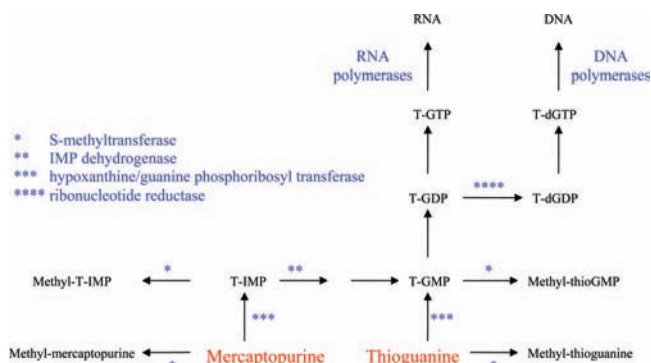 RNA DNA
RNA polymerases
DNA polymerases
T-GTP T-dGTP
* S-methyltransferase
** IMP dehydrogenase
*** hypoxanthine/guanine phosphoribosyl transferase
**** ribonucleotide reductase
T-GDP **** T-dGDP
Methyl-T-IMP * T-IMP ** T-GMP * Methyl-thioGMP
*** ***
Methyl-mercaptopurine * Mercaptopurine Thioguanine * Methyl-thioguanine